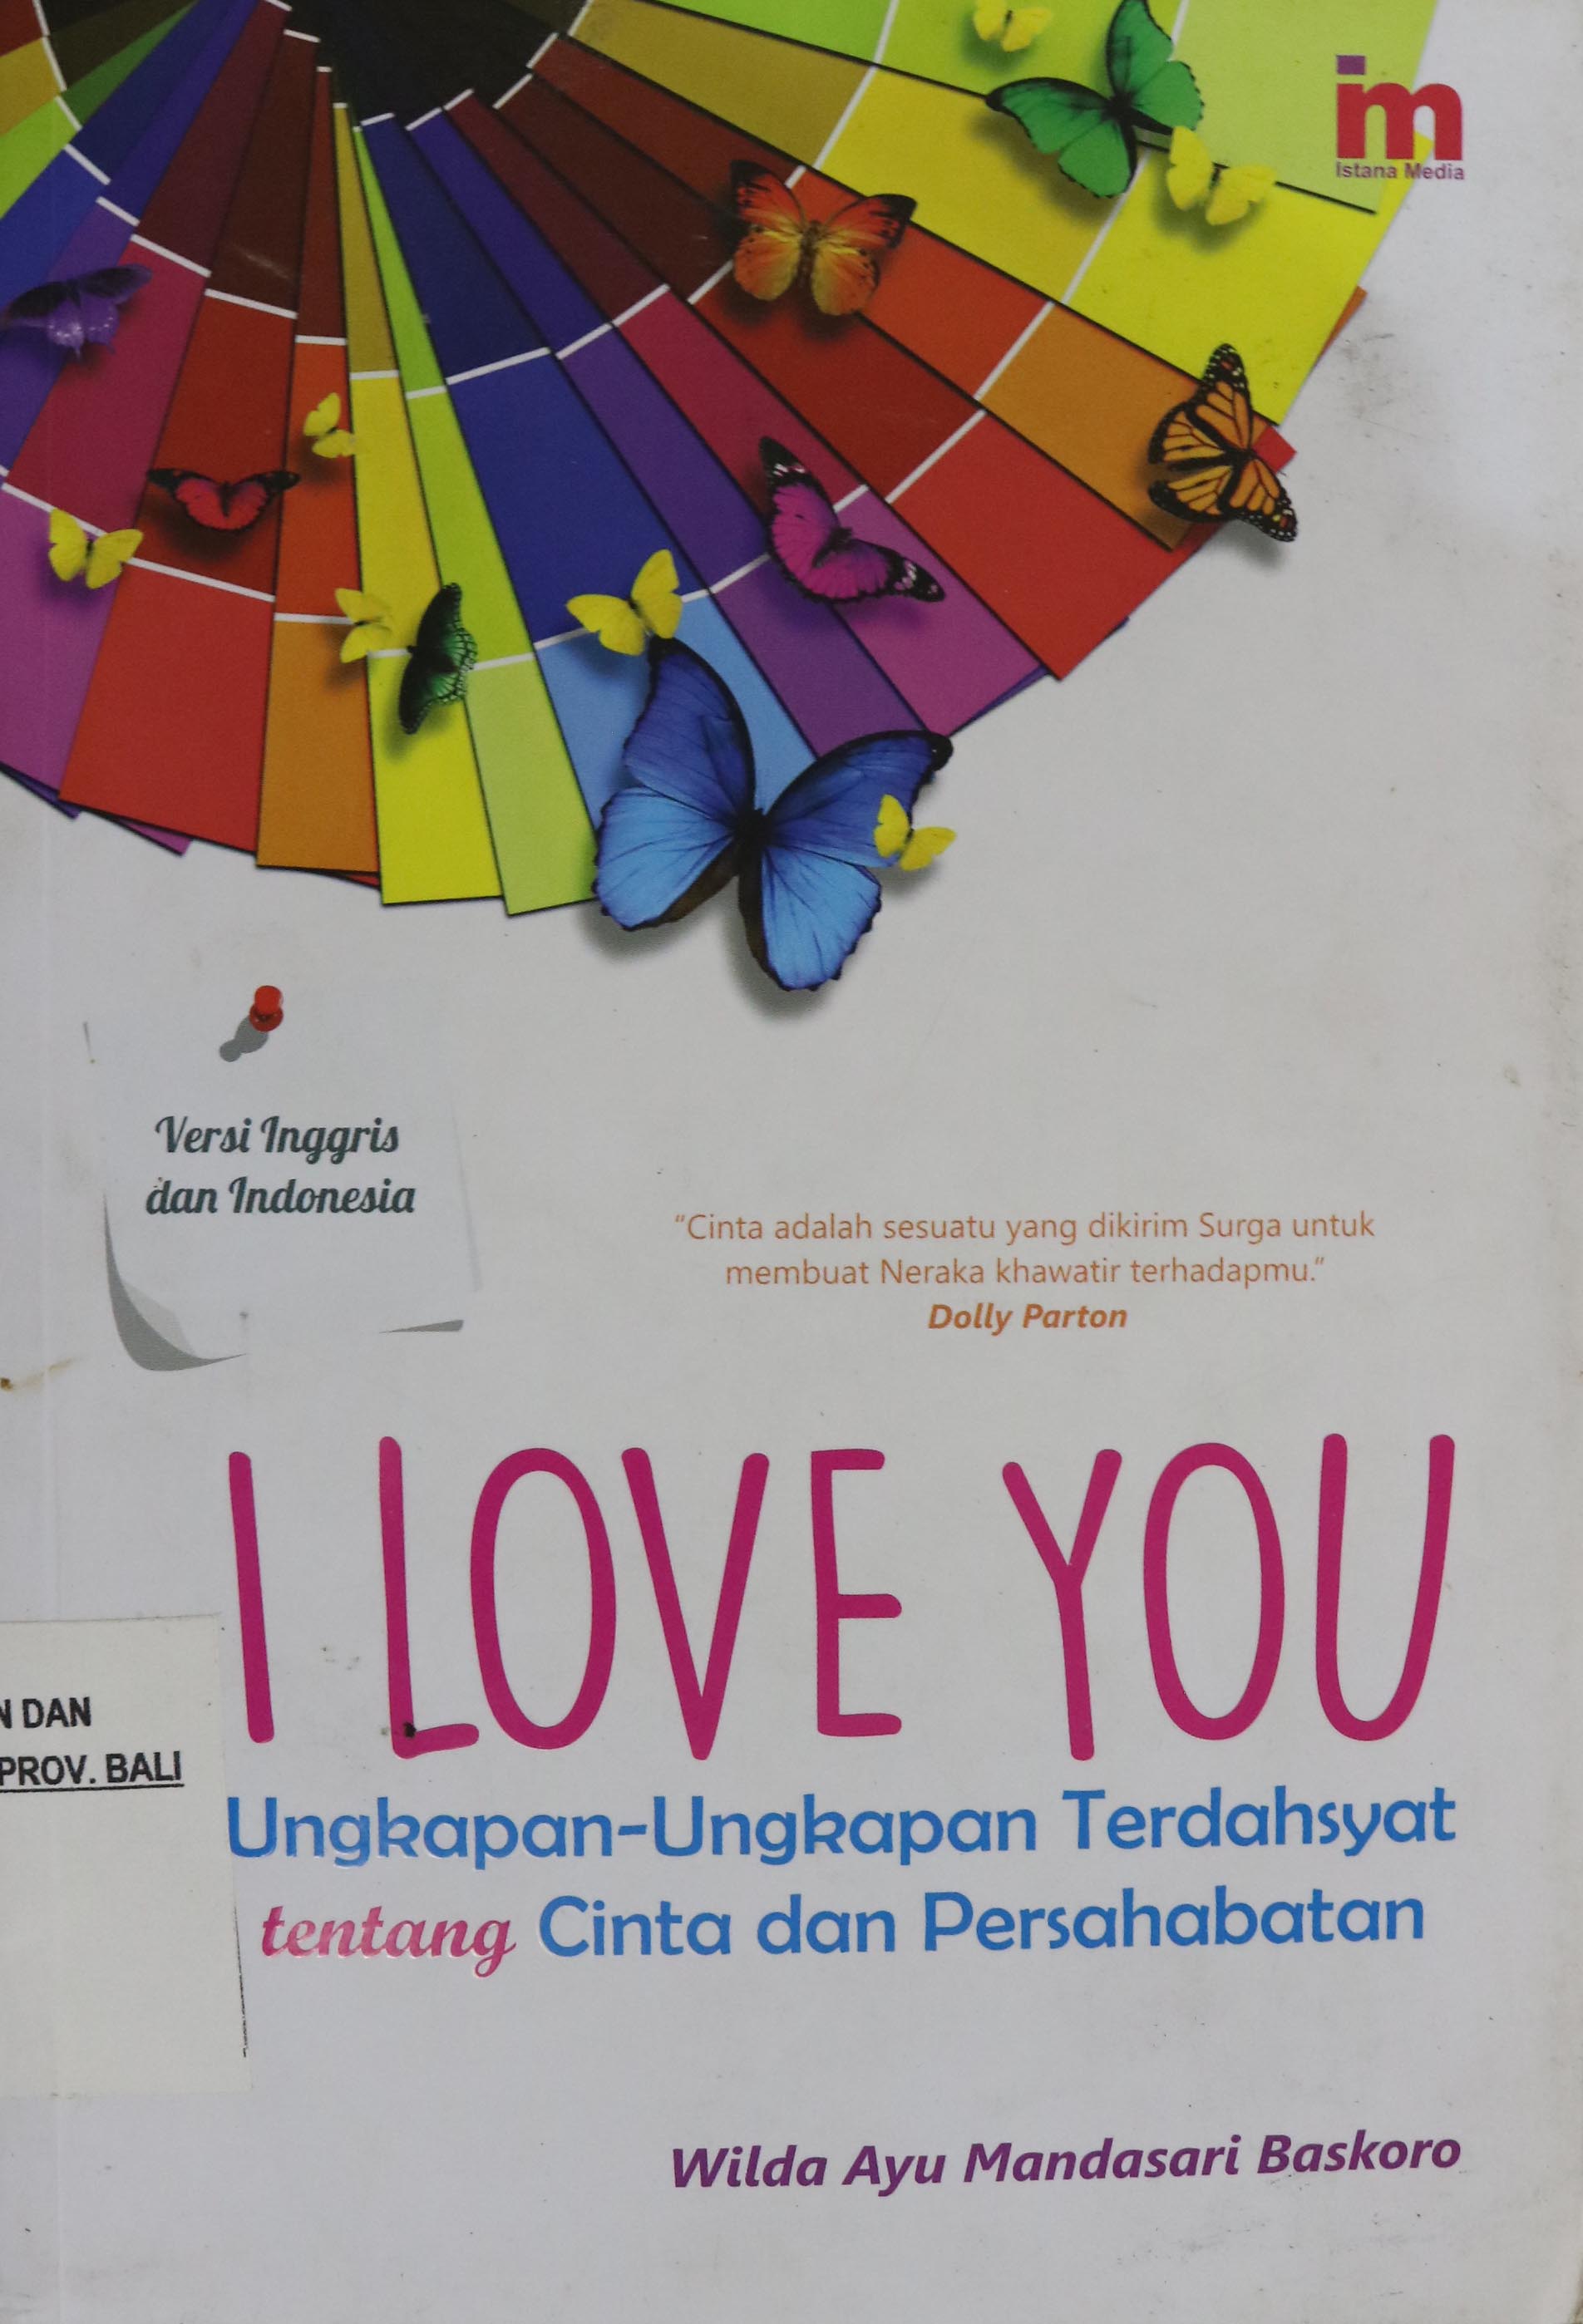 im
Istana Media
Versi Inggris
dan Indonesia
"Cinta adalah sesuatu yang dikirim Surga untuk
membuat Neraka khawatir terhadapmu."
Dolly Parton
I LOVE YOU
N DAN
PROV. BALI
Ungkapan-Ungkapan Terdahsyat
tentang Cinta dan Persahabatan
Wilda Ayu Mandasari Baskoro